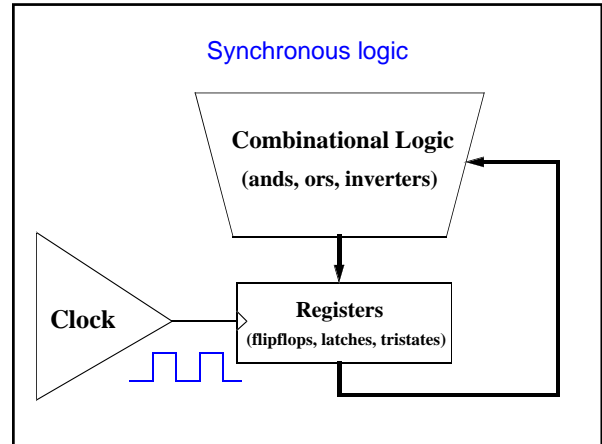 Synchronous logic
Combinational Logic
(ands, ors, inverters)
Clock
Registers
(flipflops, latches, tristates)